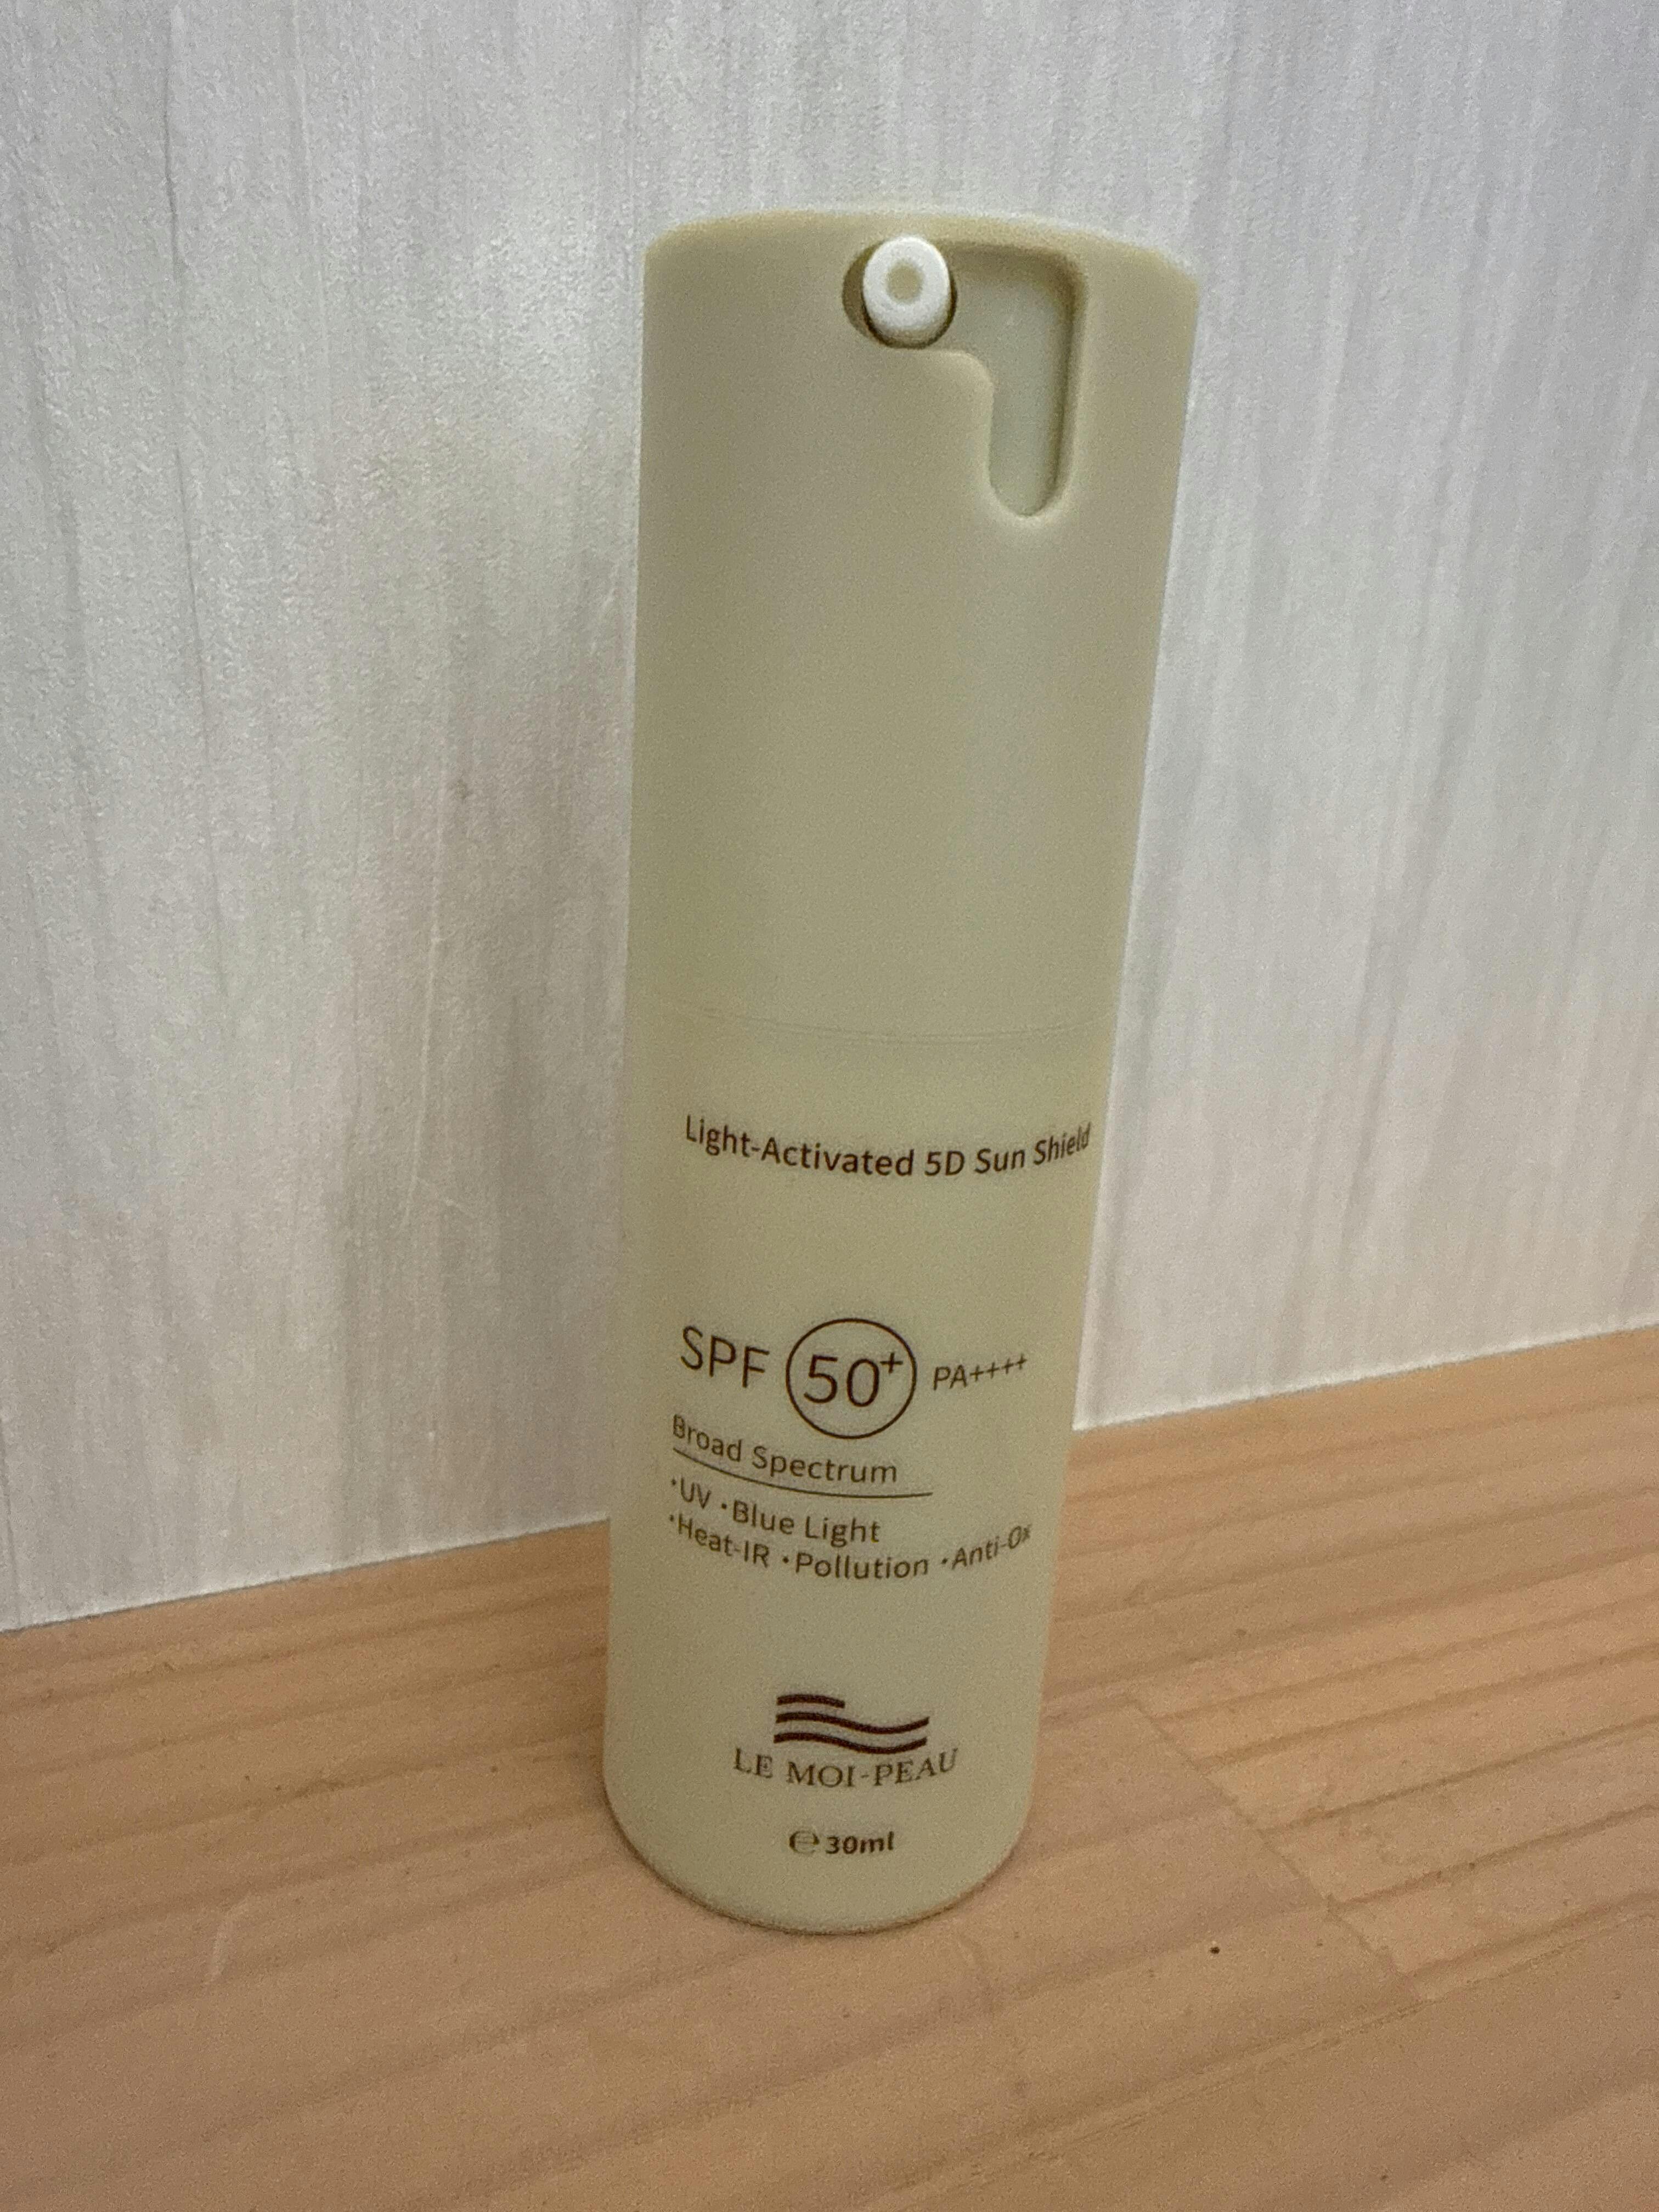 Light-Activated 5D Sun Shield
SPF 50+ PA++++
Broad Spectrum
·UV ·Blue Light
·Heat-IR ·Pollution ·Anti-Ox
LE MOI-PEAU
℮ 30ml